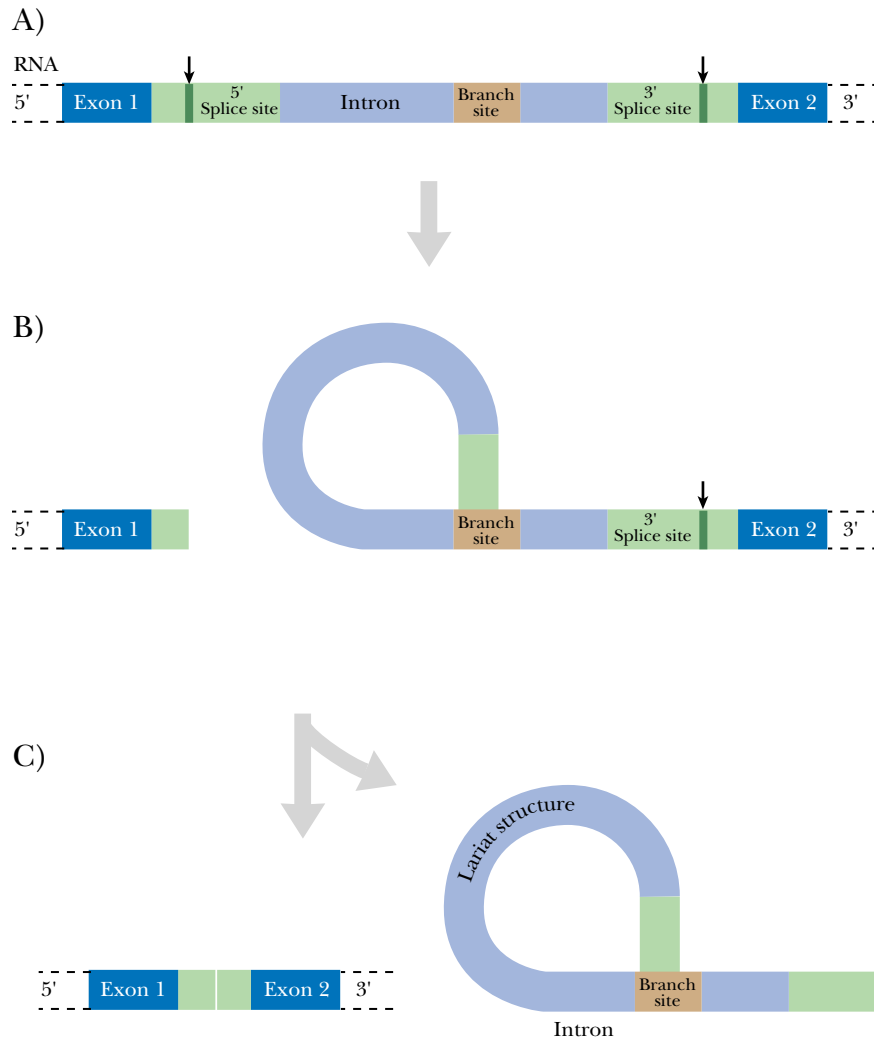 A)
RNA
5'
Exon 1
5'
Splice site
Intron
Branch
site
3'
Splice site
Exon 2
3'
B)
5'
Exon 1
Branch
site
3'
Splice site
Exon 2
3'
C)
Lariat structure
5'
Exon 1
Exon 2
3'
Branch
site
Intron